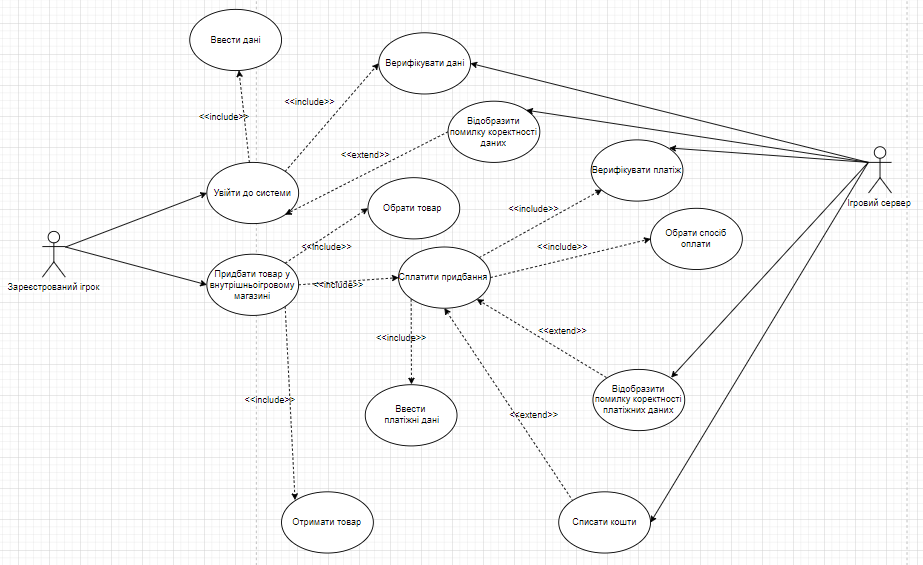 Ввести дані
Верифікувати дані
<<include>>
<<include>>
Відобразити
помилку коректності
даних
<<extend>>
Верифікувати платіж
Ігровий сервер
Увійти до системи
Обрати товар
<<include>>
Обрати спосіб
оплати
<<include>>
<<include>>
Зареєстрований ігрок
Придбати товар у
внутрішньоігровому
магазині
<<include>>
Сплатити придбання
<<extend>>
<<include>>
Відобразити
помилку коректності
платіжних даних
<<include>>
Ввести
платіжні дані
<<extend>>
Отримати товар
Списати кошти